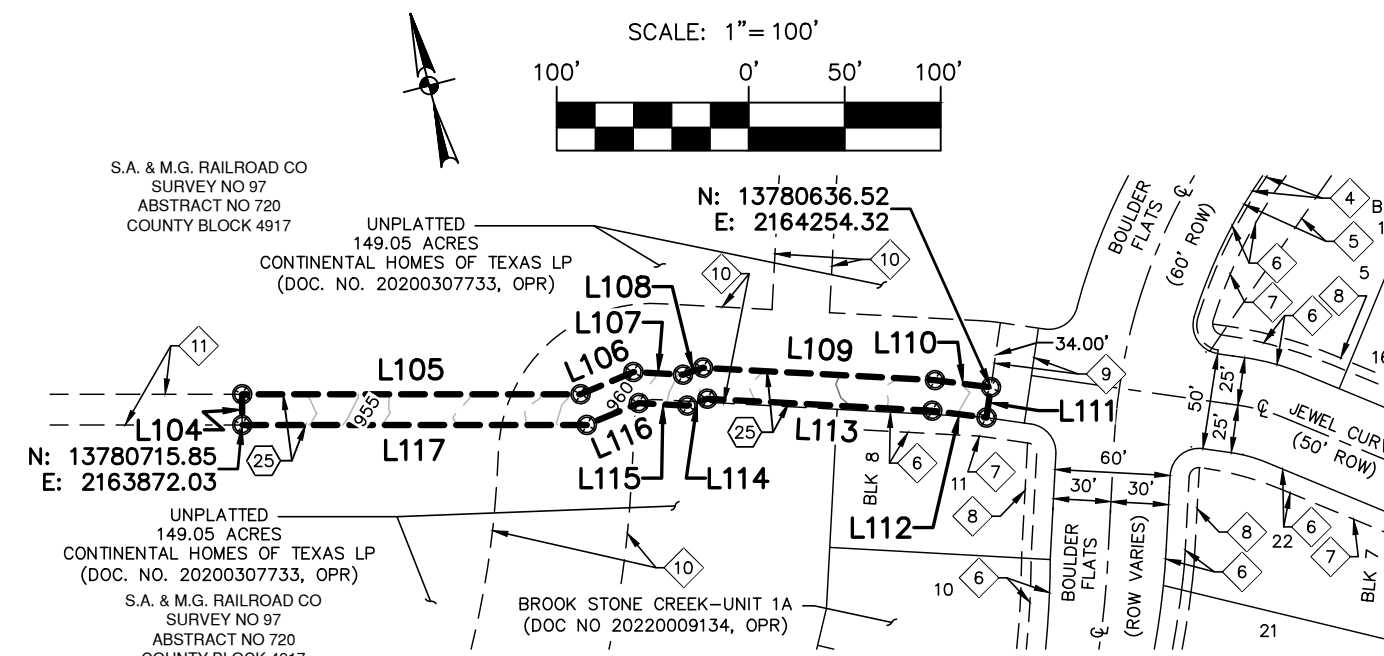 SCALE: 1"= 100'
100'
0'
50'
100'
S.A. & M.G. RAILROAD CO
SURVEY NO 97
ABSTRACT NO 720
COUNTY BLOCK 4917
N: 13780636.52
E: 2164254.32
UNPLATTED
149.05 ACRES
CONTINENTAL HOMES OF TEXAS LP
(DOC. NO. 20200307733, OPR)
BOULDER
FLATS
℄
(60' ROW)
4
B
1
5
5
6
7
8
6
16
10
10
L108
L107
L106
L105
L109
L110
11
34.00'
9
L104
955
960
L117
L116
L115
L114
L113
L111
L112
25
25
N: 13780715.85
E: 2163872.03
50'
25'
25'
℄
JEWEL CURV
(50' ROW)
BLK 8
6
7
11
8
60'
30'
30'
UNPLATTED
149.05 ACRES
CONTINENTAL HOMES OF TEXAS LP
(DOC. NO. 20200307733, OPR)
S.A. & M.G. RAILROAD CO
SURVEY NO 97
ABSTRACT NO 720
COUNTY BLOCK 4917
10
BROOK STONE CREEK-UNIT 1A
(DOC NO 20220009134, OPR)
10
6
BOULDER
FLATS
℄
(ROW VARIES)
8
6
22
6
7
BLK 7
21